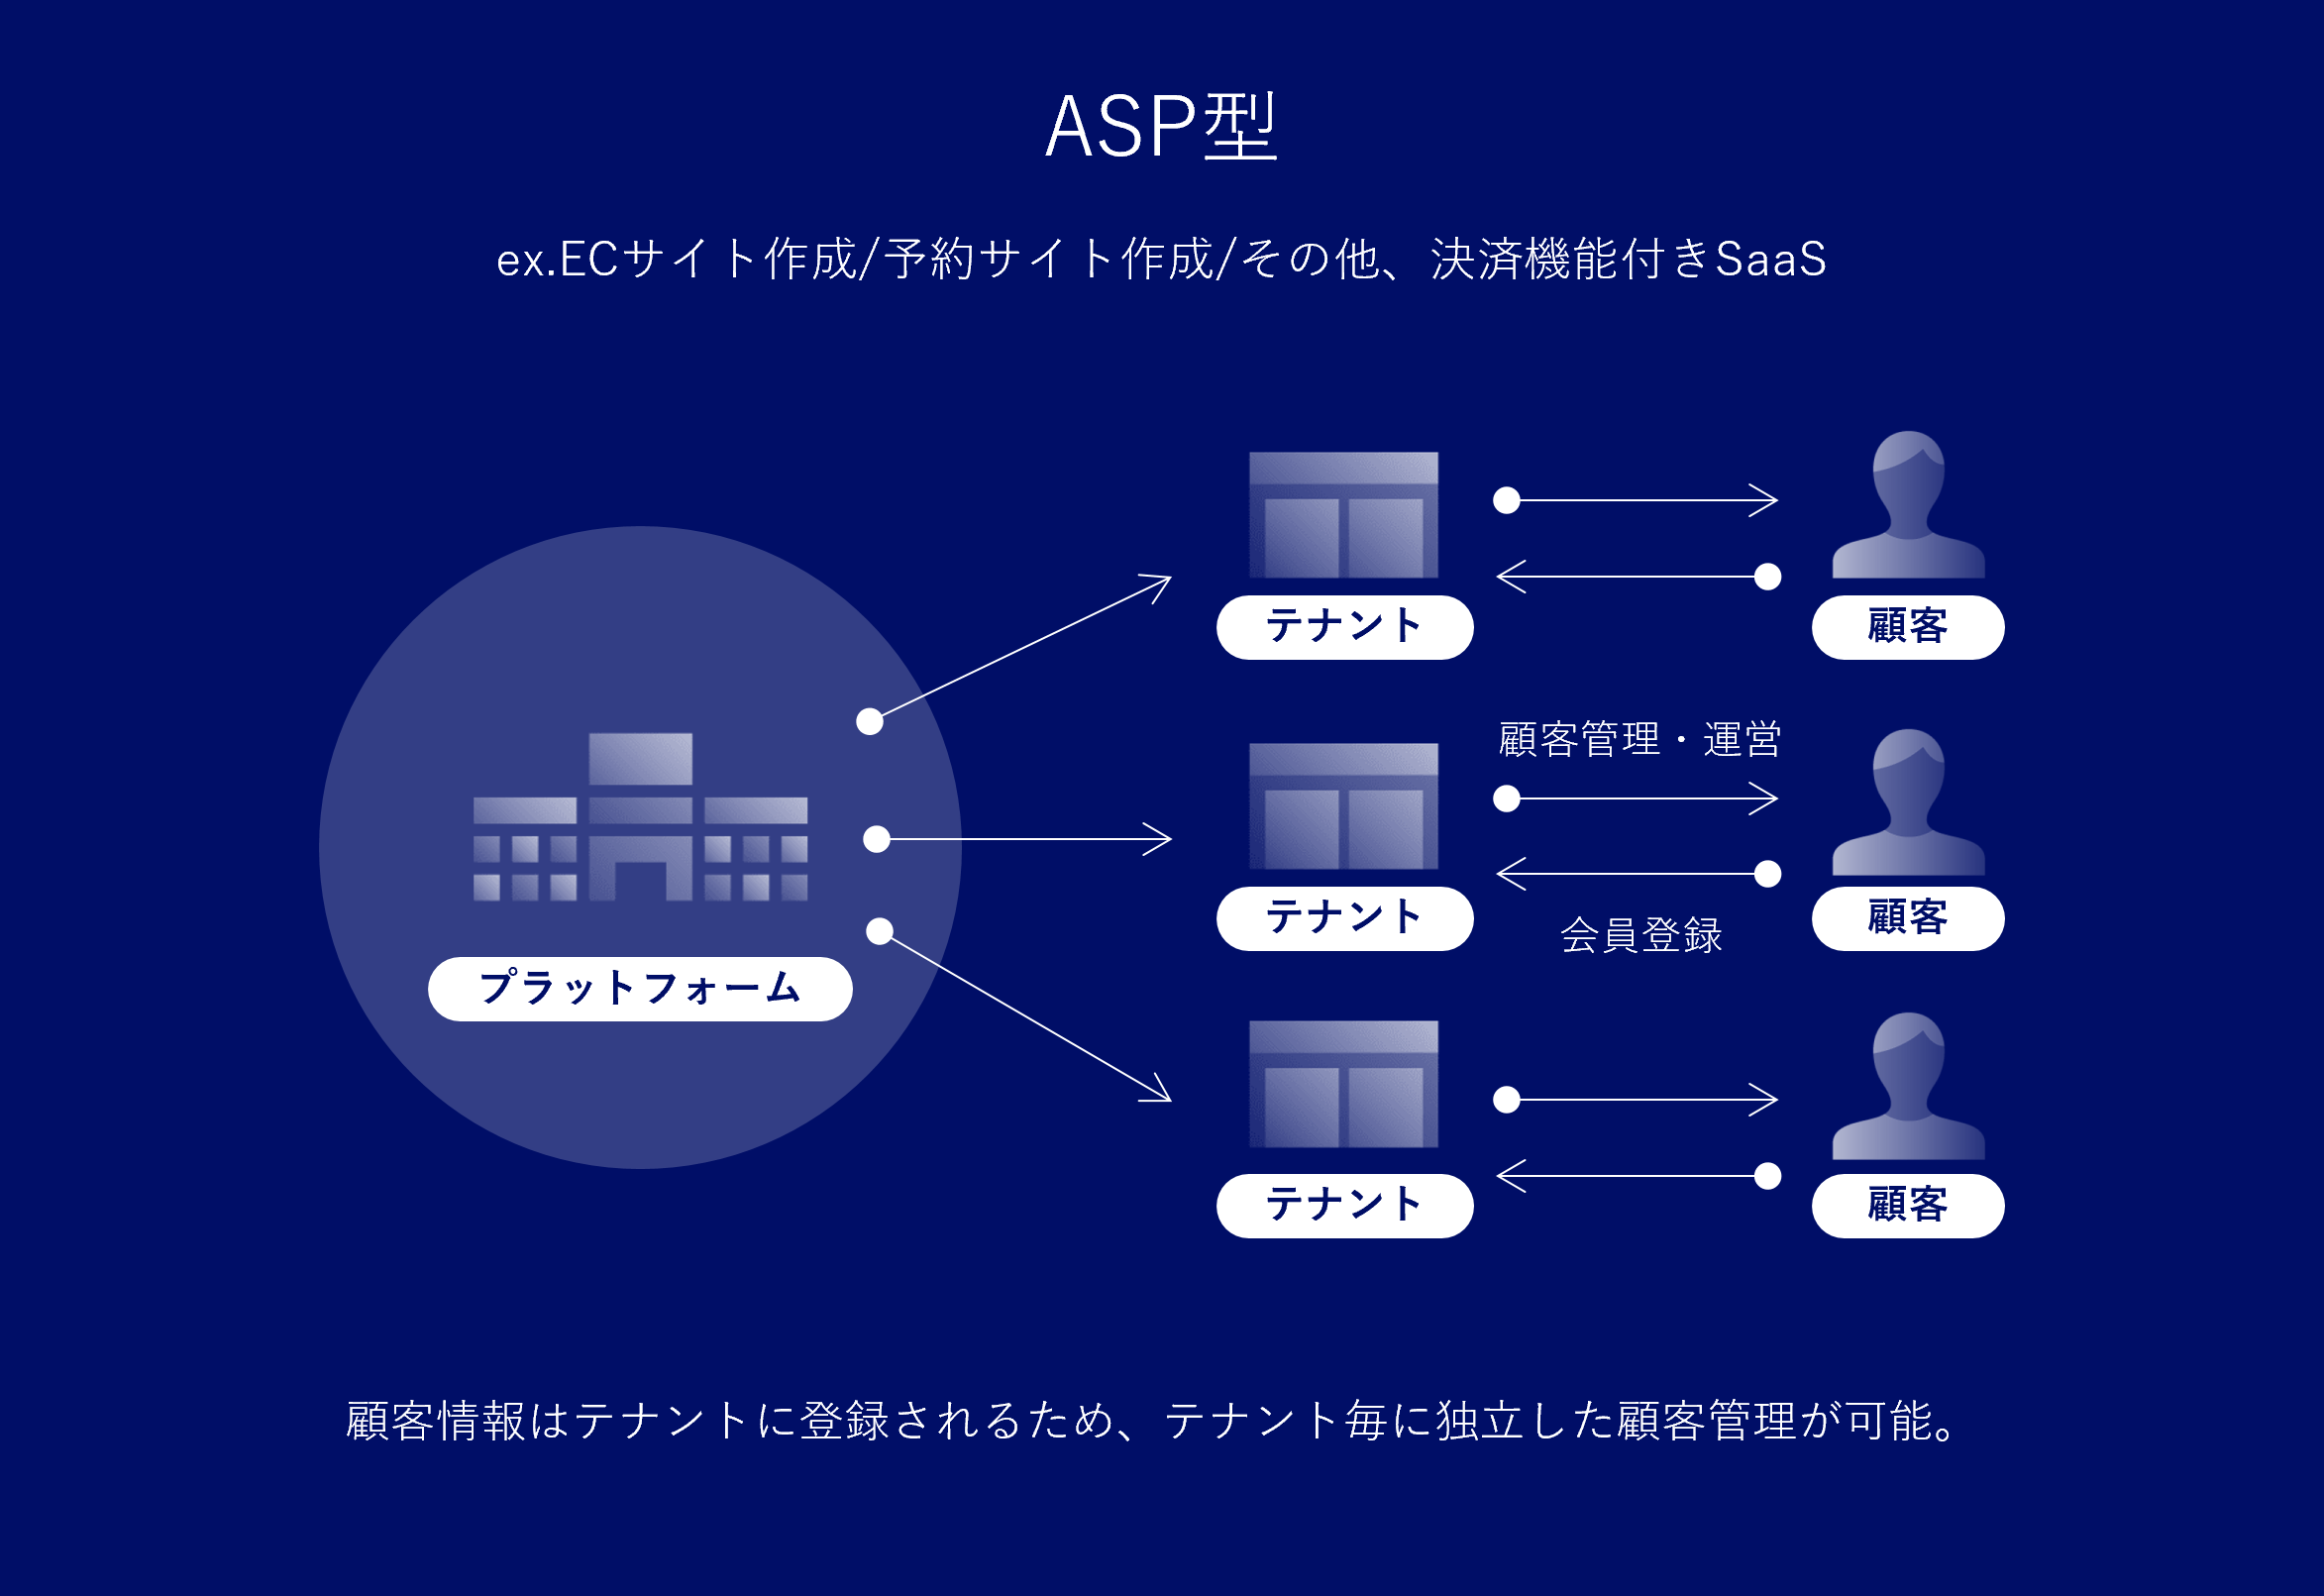 ASP型
ex.ECサイト作成/予約サイト作成/その他、決済機能付きSaaS
テナント
顧客
顧客管理・運営
プラットフォーム
テナント
会員登録
顧客
テナント
顧客
顧客情報はテナントに登録されるため、テナント毎に独立した顧客管理が可能。